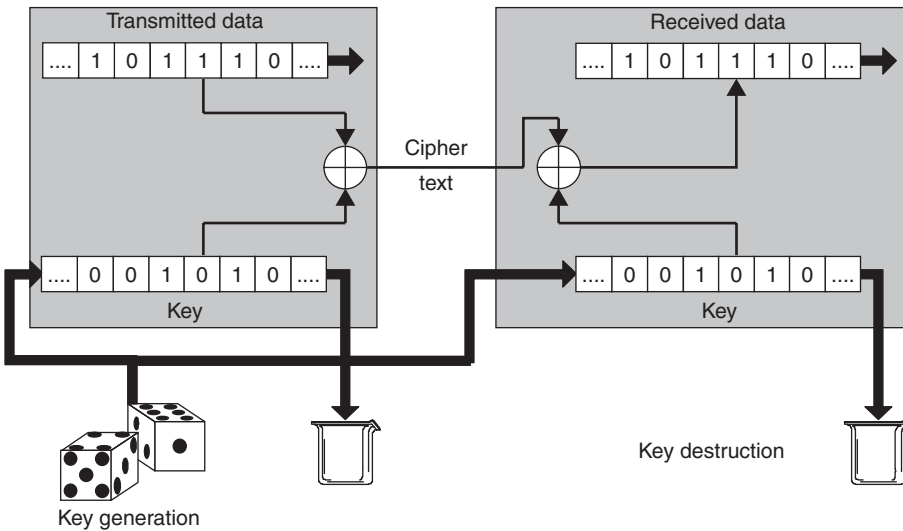 Transmitted data
Received data
.... 1 0 1 1 1 0 ....
.... 1 0 1 1 1 0 ....
Cipher
text
.... 0 0 1 0 1 0 ....
.... 0 0 1 0 1 0 ....
Key
Key
Key destruction
Key generation